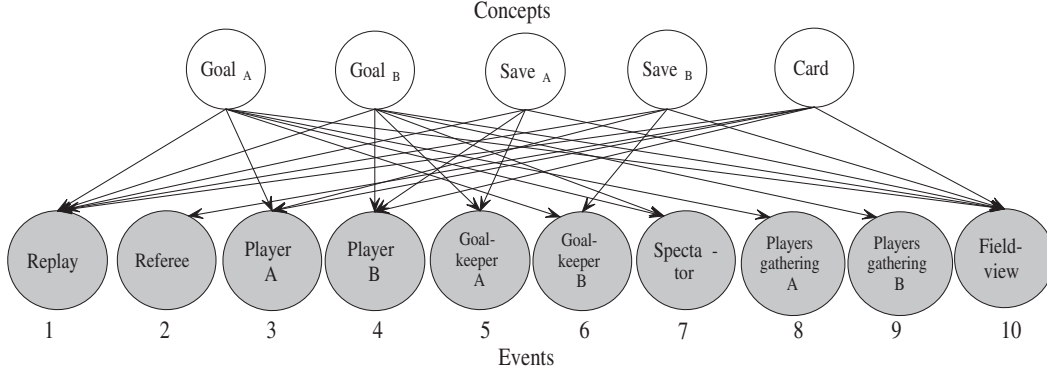 Concepts
Goal A
Goal B
Save A
Save B
Card
Replay
Referee
Player
A
Player
B
Goal-
keeper
A
Goal-
keeper
B
Specta -
tor
Players
gathering
A
Players
gathering
B
Field-
view
1 2 3 4 5 6 7 8 9 10
Events